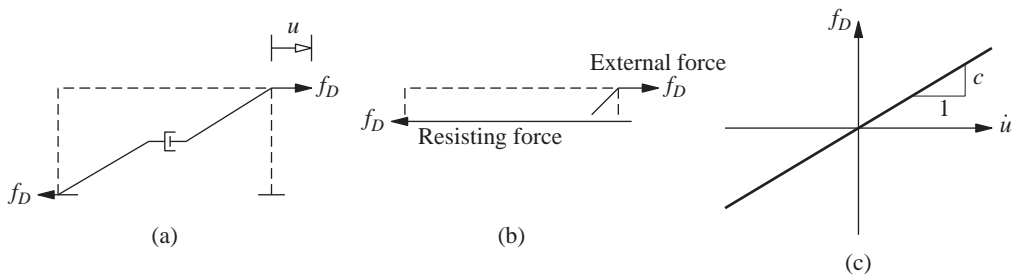 u
f_D
f_D
(a)
External force
f_D
f_D
Resisting force
(b)
f_D
c
1
u̇
(c)